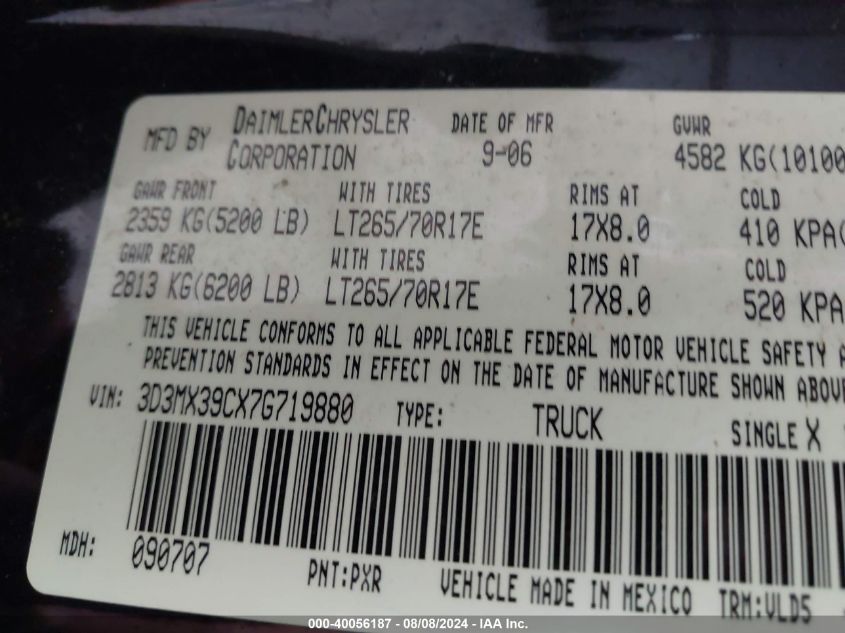 MFD BY DAIMLERCHRYSLER CORPORATION DATE OF MFR 9-06 GVWR 4582 KG(10100
GAWR FRONT WITH TIRES RIMS AT COLD
2359 KG(5200 LB) LT265/70R17E 17X8.0 410 KPA(
GAWR REAR WITH TIRES RIMS AT COLD
2813 KG(6200 LB) LT265/70R17E 17X8.0 520 KPA
THIS VEHICLE CONFORMS TO ALL APPLICABLE FEDERAL MOTOR VEHICLE SAFETY A
PREVENTION STANDARDS IN EFFECT ON THE DATE OF MANUFACTURE SHOWN ABOVE
VIN: 3D3MX39CX7G719880 TYPE: TRUCK SINGLE X
MDH: 090707 PNT:PXR VEHICLE MADE IN MEXICO TRM:VLD5
000-40056187 - 08/08/2024 - IAAI Inc.